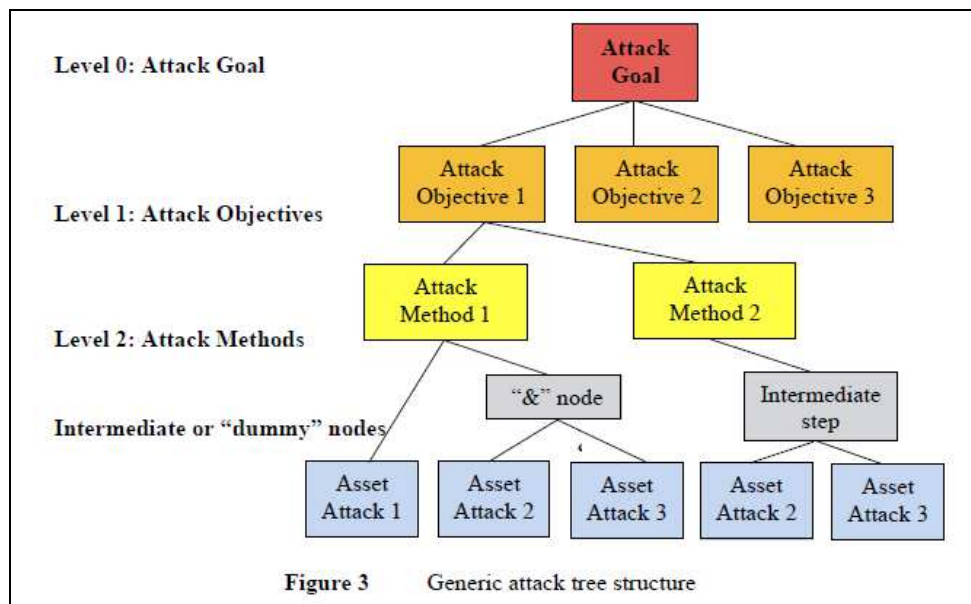 Level 0: Attack Goal
Attack
Goal
Attack
Objective 1
Attack
Objective 2
Attack
Objective 3
Level 1: Attack Objectives
Attack
Method 1
Attack
Method 2
Level 2: Attack Methods
“&” node
Intermediate
step
Intermediate or “dummy” nodes
Asset
Attack 1
Asset
Attack 2
Asset
Attack 3
Asset
Attack 2
Asset
Attack 3
Figure 3 Generic attack tree structure